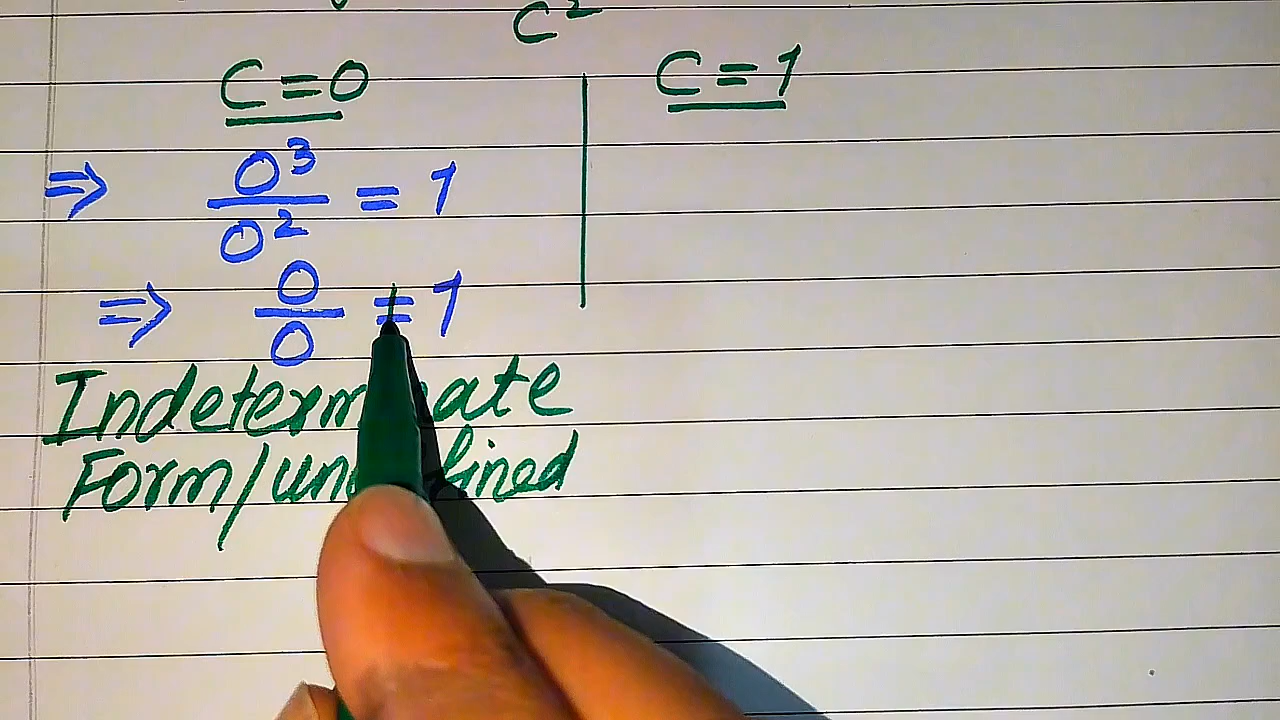 C²
C = 0
C = 1
⇒ 0³/0² = 1
⇒ 0/0 = 1
Form/